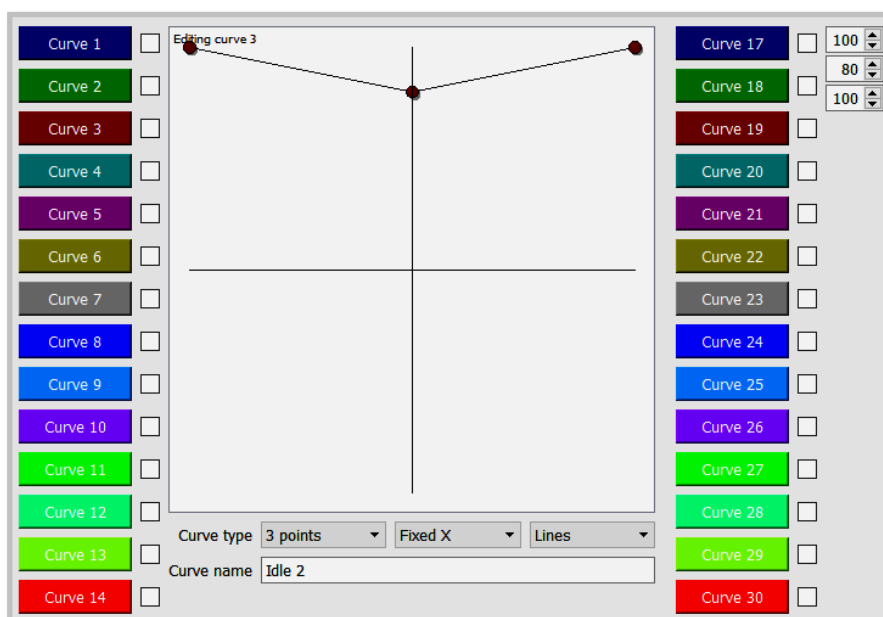 Editing curve 3
Curve 1
Curve 2
Curve 3
Curve 4
Curve 5
Curve 6
Curve 7
Curve 8
Curve 9
Curve 10
Curve 11
Curve 12
Curve 13
Curve 14
Curve type 3 points Fixed X Lines
Curve name Idle 2
Curve 17
Curve 18
Curve 19
Curve 20
Curve 21
Curve 22
Curve 23
Curve 24
Curve 25
Curve 26
Curve 27
Curve 28
Curve 29
Curve 30
100
80
100